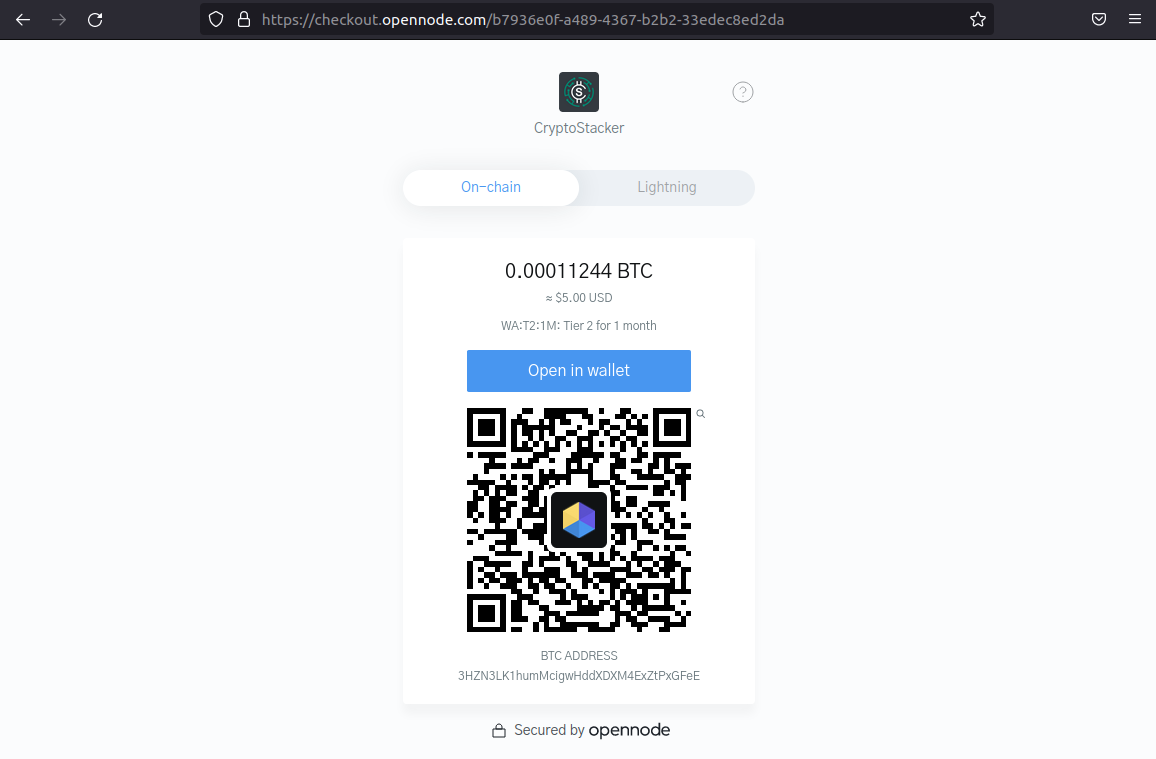 https://checkout.opennode.com/b7936e0f-a489-4367-b2b2-33edec8ed2da
?
CryptoStacker
On-chain
Lightning
0.00011244 BTC
≈ $5.00 USD
WA:T2:1M: Tier 2 for 1 month
Open in wallet
BTC ADDRESS
3HZN3LK1humMcigwHddXDXM4ExZtPxGFeE
Secured by opennode